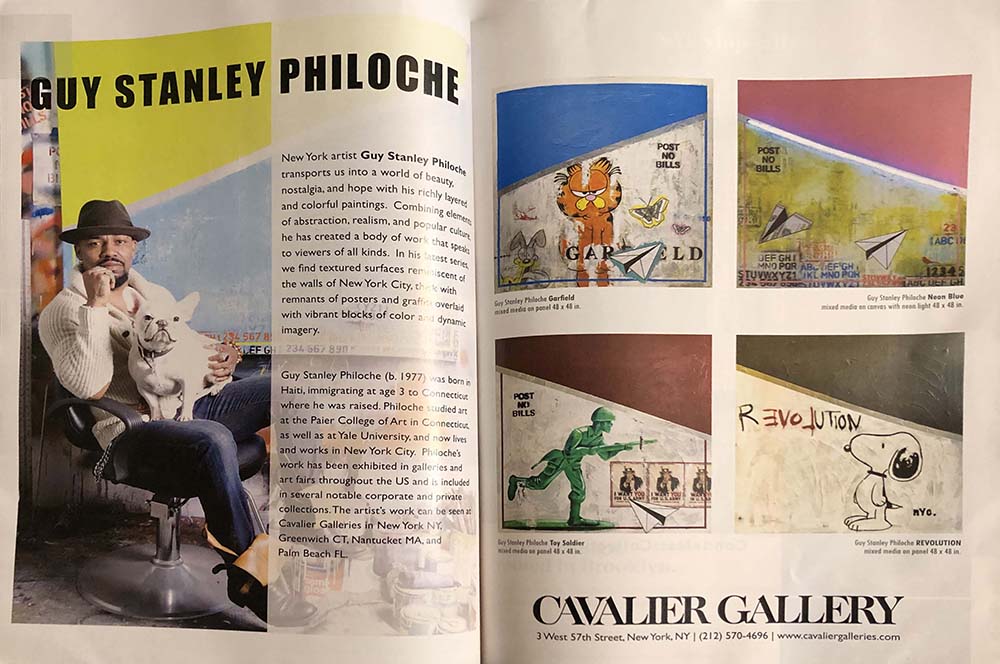 GUY STANLEY PHILOCHE
New York artist Guy Stanley Philoche
transports us into a world of beauty,
nostalgia, and hope with his richly layered
and colorful paintings. Combining elements
of abstraction, realism, and popular culture,
he has created a body of work that speaks
to viewers of all kinds. In his latest series,
we find textured surfaces reminiscent of
the walls of New York City, thick with
remnants of posters and graffiti overlaid
with vibrant blocks of color and dynamic
imagery.
234 567 890
Guy Stanley Philoche (b. 1977) was born in
Haiti, immigrating at age 3 to Connecticut
where he was raised. Philoche studied art
at the Paier College of Art in Connecticut,
as well as at Yale University, and now lives
and works in New York City. Philoche's
work has been exhibited in galleries and
art fairs throughout the US and is included
in several notable corporate and private
collections. The artist's work can be seen at
Cavalier Galleries in New York NY,
Greenwich CT, Nantucket MA, and
Palm Beach FL.
POST
NO
BILLS
GARFIELD
Guy Stanley Philoche Garfield
mixed media on panel 48 x 48 in.
POST
NO
BILLS
23
JEF GHI
MNO PQR
STUVWXYZ1
Guy Stanley Philoche Neon Blue
mixed media on canvas with neon light 48 x 48 in.
POST
NO
BILLS
I WANT YOU
FOR U.S. ARMY
I WANT YOU
FOR U.S. ARMY
Guy Stanley Philoche Toy Soldier
mixed media on panel 48 x 48 in.
REVOLUTION
NYC.
Guy Stanley Philoche REVOLUTION
mixed media on panel 48 x 48 in.
CAVALIER GALLERY
3 West 57th Street, New York, NY | (212) 570-4696 | www.cavaliergalleries.com